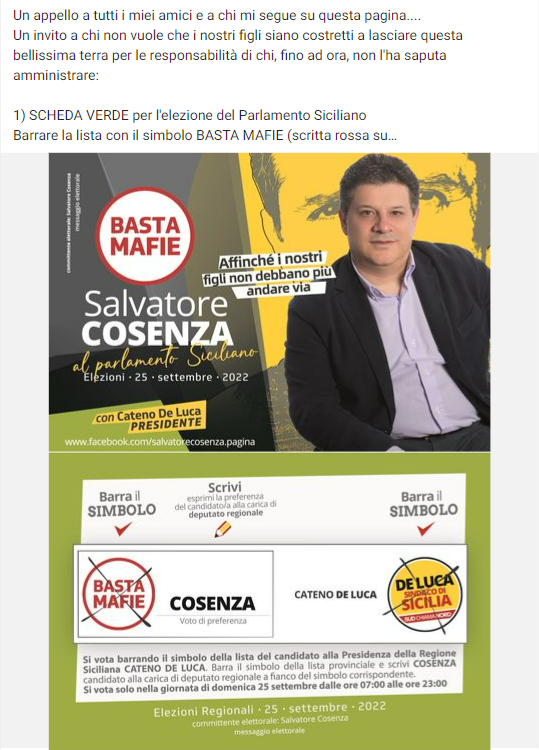 Un appello a tutti i miei amici e a chi mi segue su questa pagina....
Un invito a chi non vuole che i nostri figli siano costretti a lasciare questa
bellissima terra per le responsabilità di chi, fino ad ora, non l'ha saputa
amministrare:
1) SCHEDA VERDE per l'elezione del Parlamento Siciliano
Barrare la lista con il simbolo BASTA MAFIE (scritta rossa su...
committente elettorale: Salvatore Cosenza
messaggio elettorale
BASTA
MAFIE
Affinché i nostri
figli non debbano più
andare via
Salvatore
COSENZA
al parlamento Siciliano
Elezioni · 25 · settembre · 2022
con Cateno De Luca
PRESIDENTE
www.facebook.com/salvatorecosenza.pagina
Barra il
SIMBOLO
Scrivi
esprimi la preferenza
del candidato/a alla carica di
deputato regionale
Barra il
SIMBOLO
BASTA
MAFIE
COSENZA
Voto di preferenza
CATENO DE LUCA
DE LUCA
SINDACO DI
SICILIA
SUD CHIAMA NORD
Si vota barrando il simbolo della lista del candidato alla Presidenza della Regione
Siciliana CATENO DE LUCA. Barra il simbolo della lista provinciale e scrivi COSENZA
candidato alla carica di deputato regionale a fianco del simbolo corrispondente.
Si vota solo nella giornata di domenica 25 settembre dalle ore 07:00 alle ore 23:00
Elezioni Regionali · 25 · settembre · 2022
committente elettorale: Salvatore Cosenza
messaggio elettorale